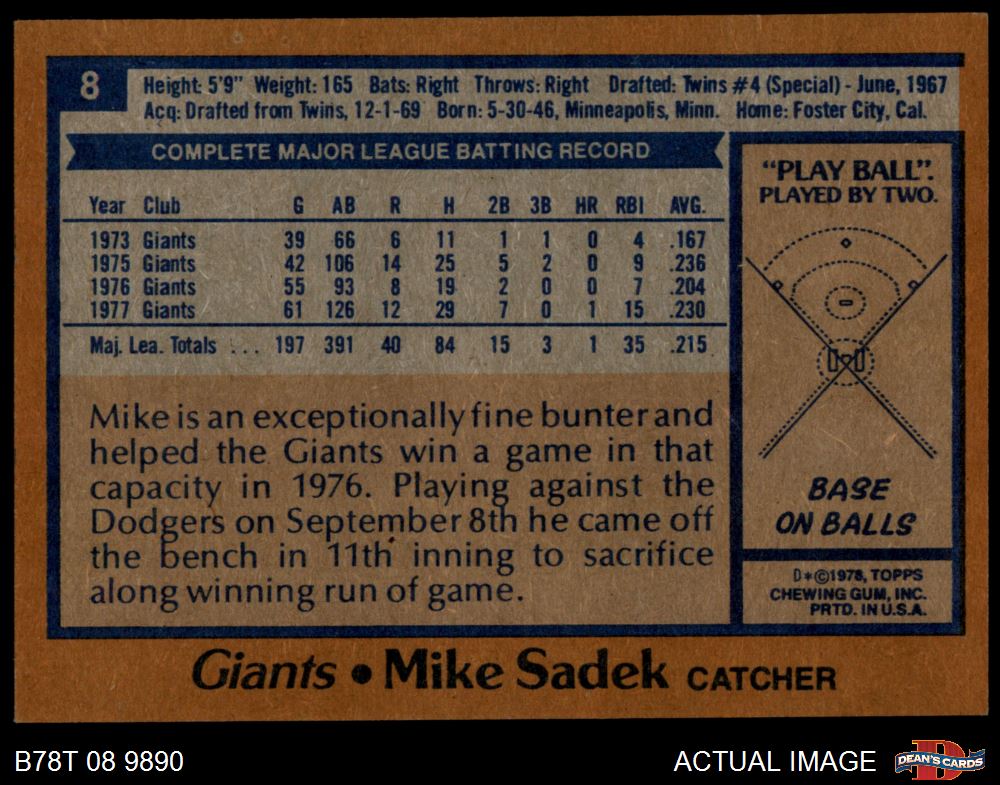 8
Height: 5'9" Weight: 165 Bats: Right Throws: Right Drafted: Twins #4 (Special) - June, 1967
Acq: Drafted from Twins, 12-1-69 Born: 5-30-46, Minneapolis, Minn. Home: Foster City, Cal.
COMPLETE MAJOR LEAGUE BATTING RECORD
Year Club G AB R H 2B 3B HR RBI AVG.
1973 Giants 39 66 6 11 1 1 0 4 .167
1975 Giants 42 106 14 25 5 2 0 9 .236
1976 Giants 55 93 8 19 2 0 0 7 .204
1977 Giants 61 126 12 29 7 0 1 15 .230
Maj. Lea. Totals ... 197 391 40 84 15 3 1 35 .215
Mike is an exceptionally fine bunter and
helped the Giants win a game in that
capacity in 1976. Playing against the
Dodgers on September 8th he came off
the bench in 11th inning to sacrifice
along winning run of game.
"PLAY BALL".
PLAYED BY TWO.
BASE
ON BALLS
D*©1978, TOPPS
CHEWING GUM, INC.
PRTD. IN U.S.A.
Giants • Mike Sadek CATCHER
B78T 08 9890
ACTUAL IMAGE
DEAN'S CARDS